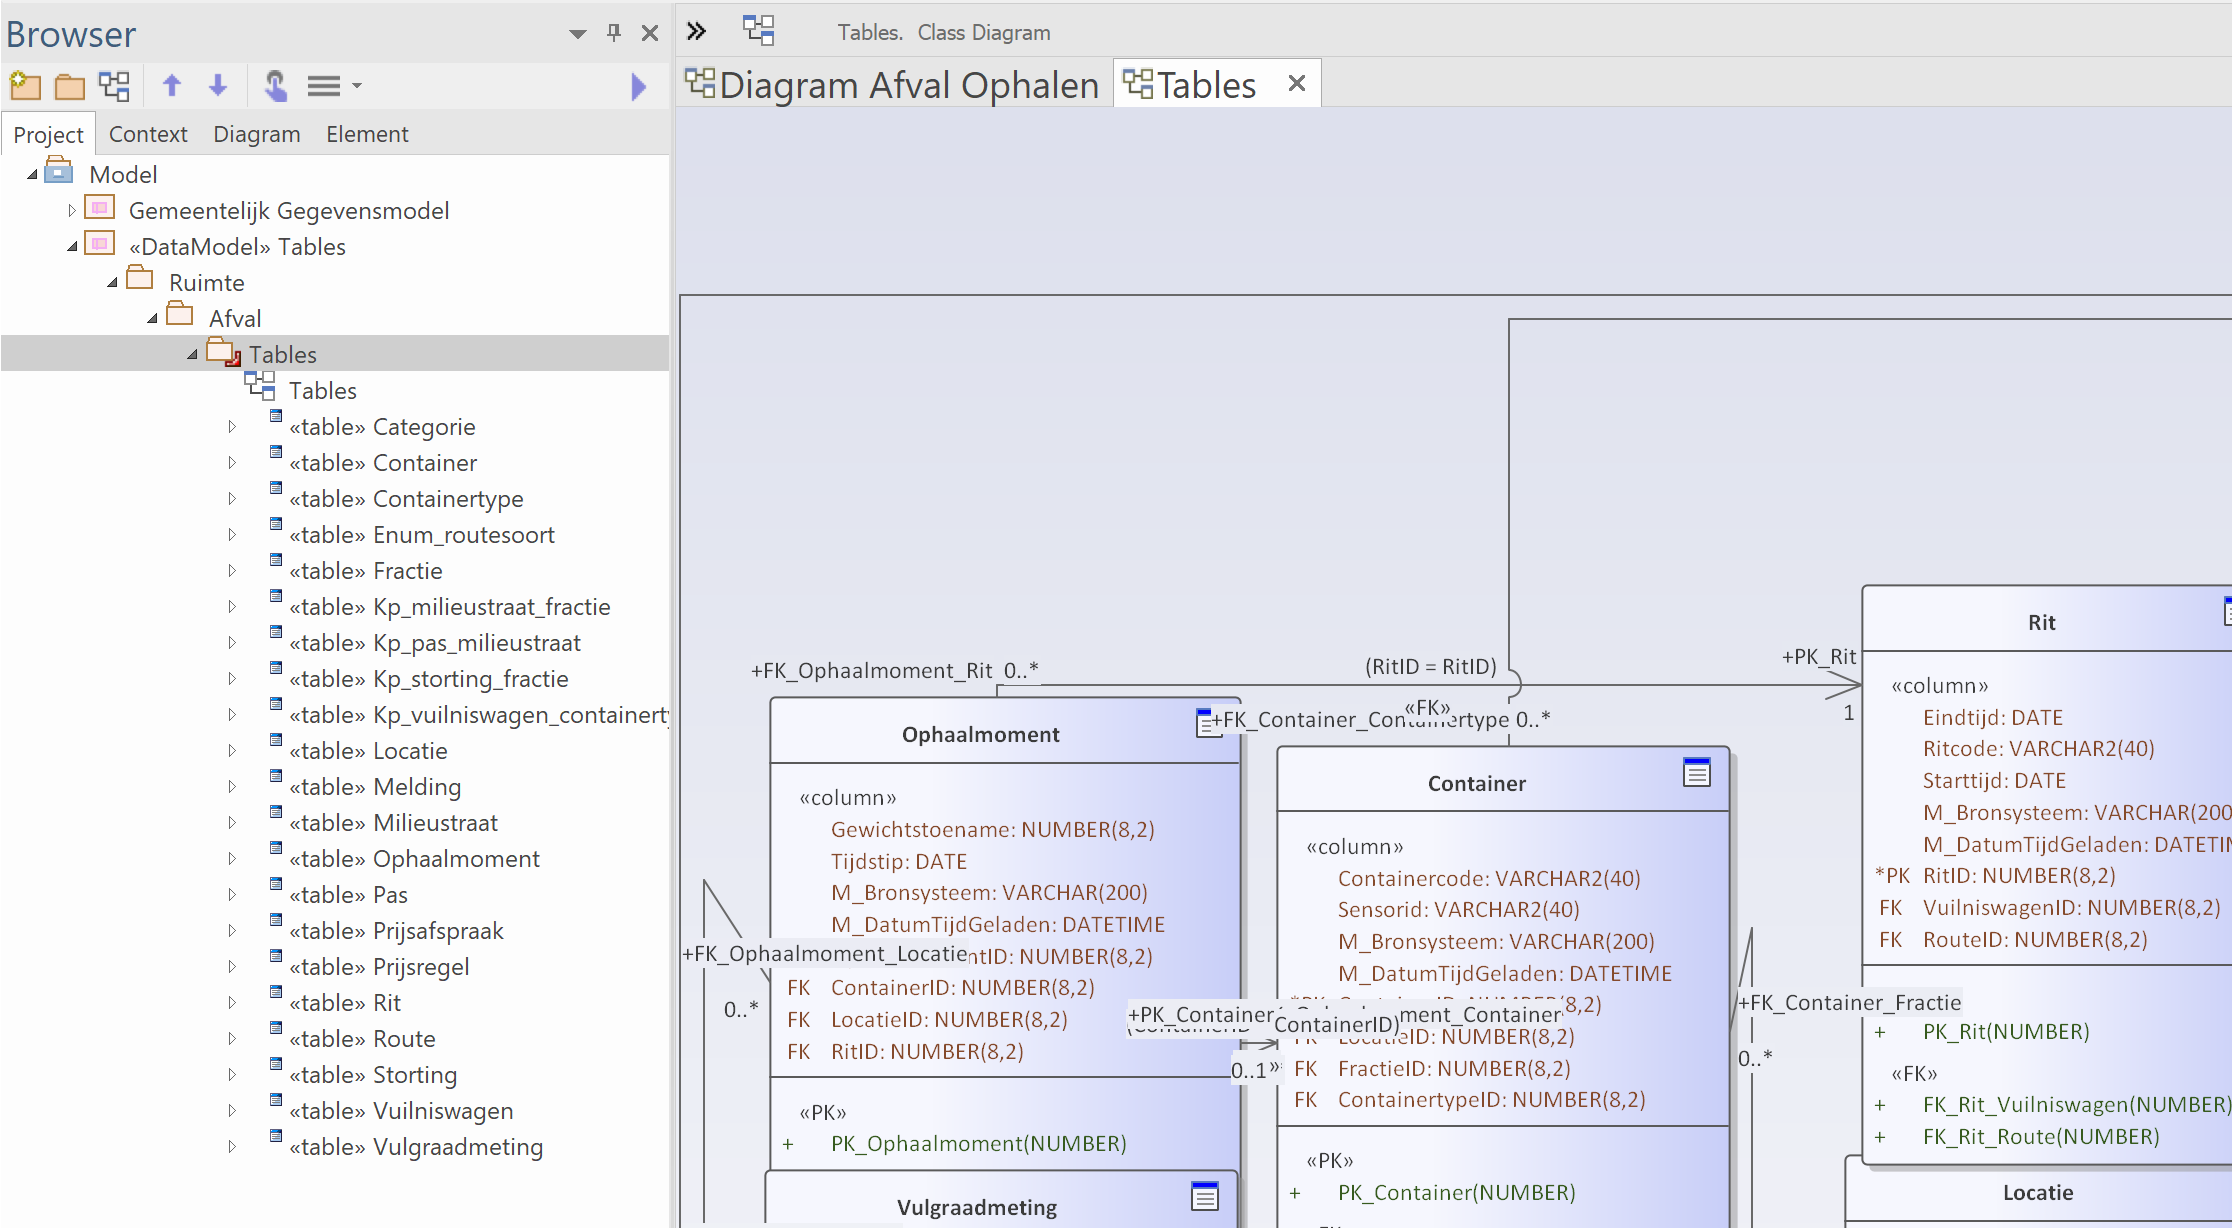 Browser
Project Context Diagram Element
Model
Gemeentelijk Gegevensmodel
«DataModel» Tables
Ruimte
Afval
Tables
Tables
«table» Categorie
«table» Container
«table» Containertype
«table» Enum_routesoort
«table» Fractie
«table» Kp_milieustraat_fractie
«table» Kp_pas_milieustraat
«table» Kp_storting_fractie
«table» Kp_vuilniswagen_containerty
«table» Locatie
«table» Melding
«table» Milieustraat
«table» Ophaalmoment
«table» Pas
«table» Prijsafspraak
«table» Prijsregel
«table» Rit
«table» Route
«table» Storting
«table» Vuilniswagen
«table» Vulgraadmeting
Tables. Class Diagram
Diagram Afval Ophalen Tables
+FK_Ophaalmoment_Rit 0..*
(RitID = RitID)
«FK»
+PK_Rit
1
+FK_Container_Containertype 0..*
Ophaalmoment
«column»
Gewichtstoename: NUMBER(8,2)
Tijdstip: DATE
M_Bronsysteem: VARCHAR(200)
M_DatumTijdGeladen: DATETIME
+FK_Ophaalmoment_Locatie ntID: NUMBER(8,2)
0..*
FK ContainerID: NUMBER(8,2)
FK LocatieID: NUMBER(8,2)
FK RitID: NUMBER(8,2)
«PK»
+ PK_Ophaalmoment(NUMBER)
Vulgraadmeting
Container
«column»
Containercode: VARCHAR2(40)
Sensorid: VARCHAR2(40)
M_Bronsysteem: VARCHAR(200)
M_DatumTijdGeladen: DATETIME
+PK_Container ment_Container
ContainerID)
0..1
FK LocatieID: NUMBER(8,2)
FK FractieID: NUMBER(8,2)
FK ContainertypeID: NUMBER(8,2)
«PK»
+ PK_Container(NUMBER)
+FK_Container_Fractie
0..*
Rit
«column»
Eindtijd: DATE
Ritcode: VARCHAR2(40)
Starttijd: DATE
M_Bronsysteem: VARCHAR(200
M_DatumTijdGeladen: DATETIM
*PK RitID: NUMBER(8,2)
FK VuilniswagenID: NUMBER(8,2)
FK RouteID: NUMBER(8,2)
+ PK_Rit(NUMBER)
«FK»
+ FK_Rit_Vuilniswagen(NUMBER)
+ FK_Rit_Route(NUMBER)
Locatie